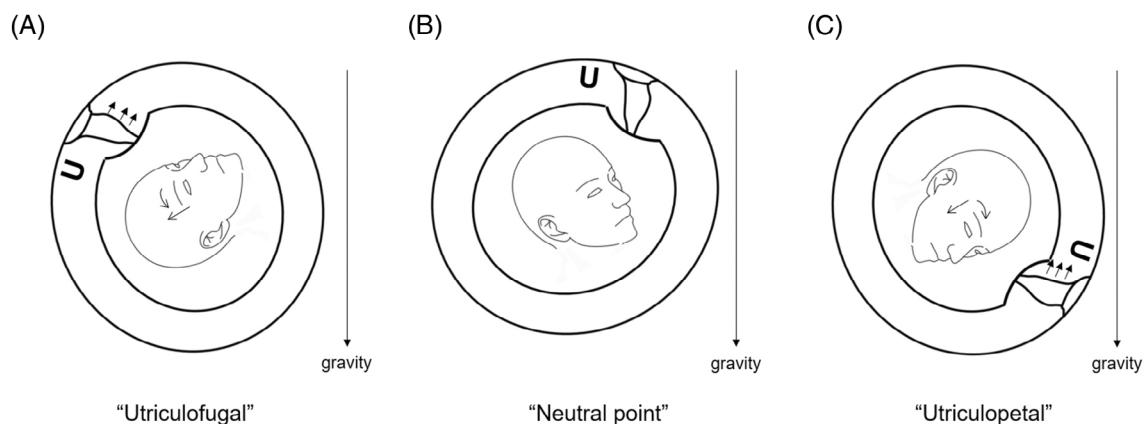 (A)
(B)
(C)
U
U
U
gravity
gravity
gravity
“Utriculofugal”
“Neutral point”
“Utriculopetal”